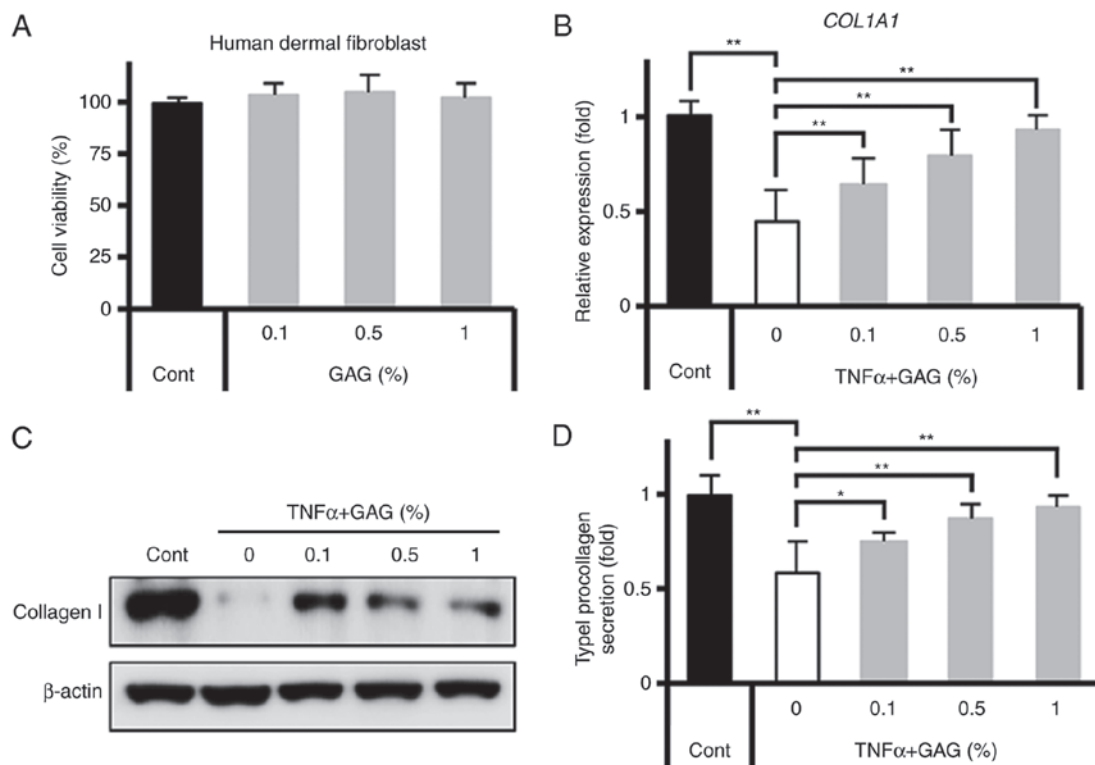 A
Human dermal fibroblast
Cell viability (%)
100
75
50
25
0
0.1 0.5 1
Cont GAG (%)
B
COL1A1
**
**
**
**
Relative expression (fold)
1
0.5
0
0 0.1 0.5 1
Cont TNFα+GAG (%)
C
TNFα+GAG (%)
Cont 0 0.1 0.5 1
Collagen I
β-actin
D
**
**
**
*
TypeI procollagen
secretion (fold)
1
0.5
0
0 0.1 0.5 1
Cont TNFα+GAG (%)